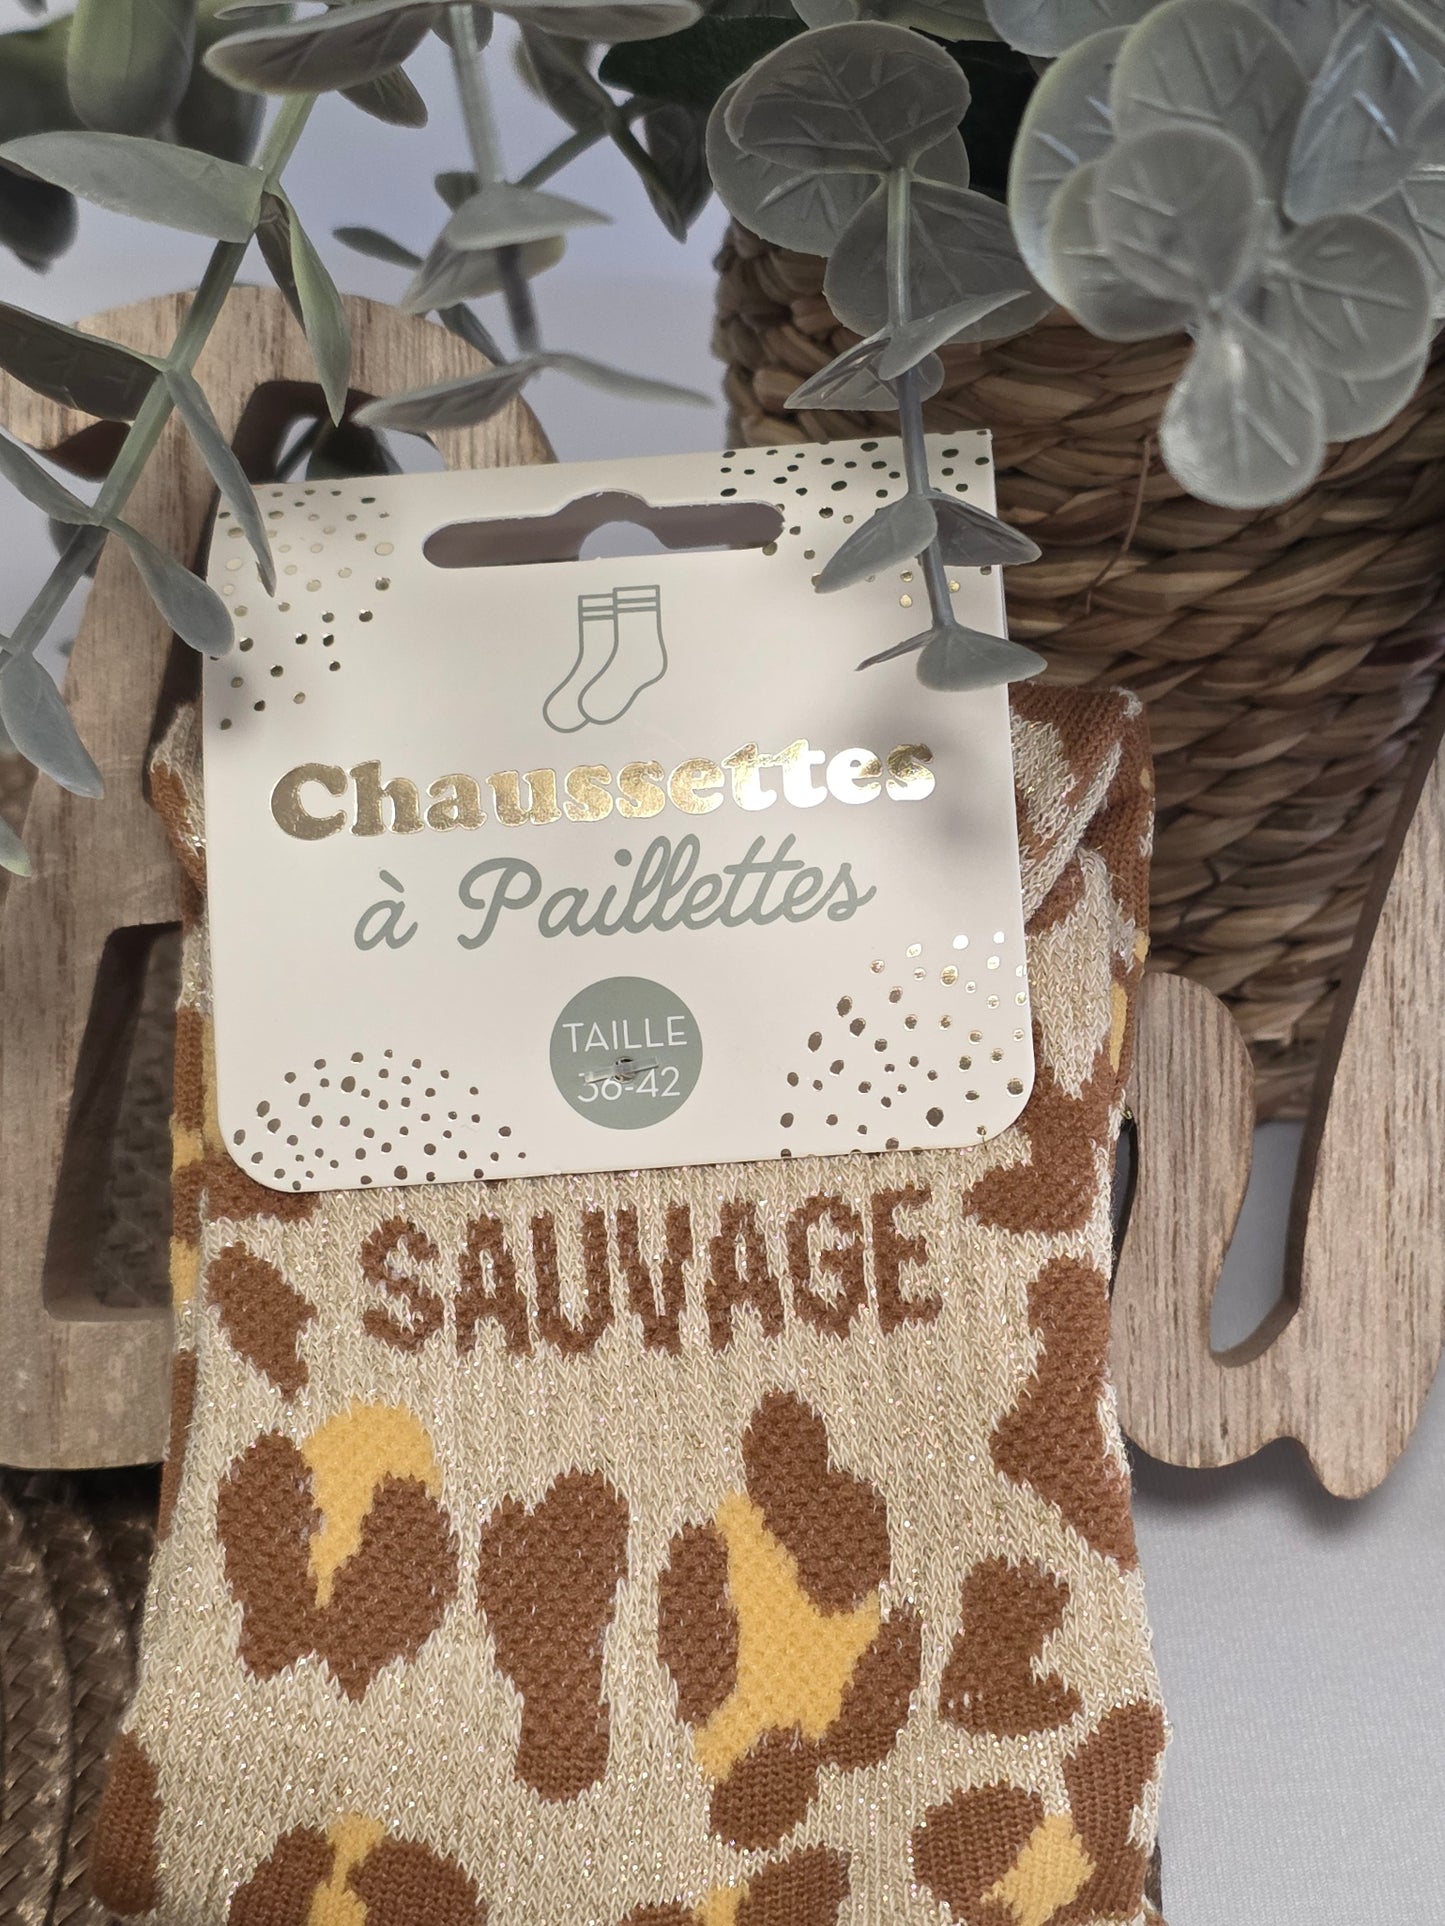 Chaussettes
à Paillettes
TAILLE
36-42
SAUVAGE